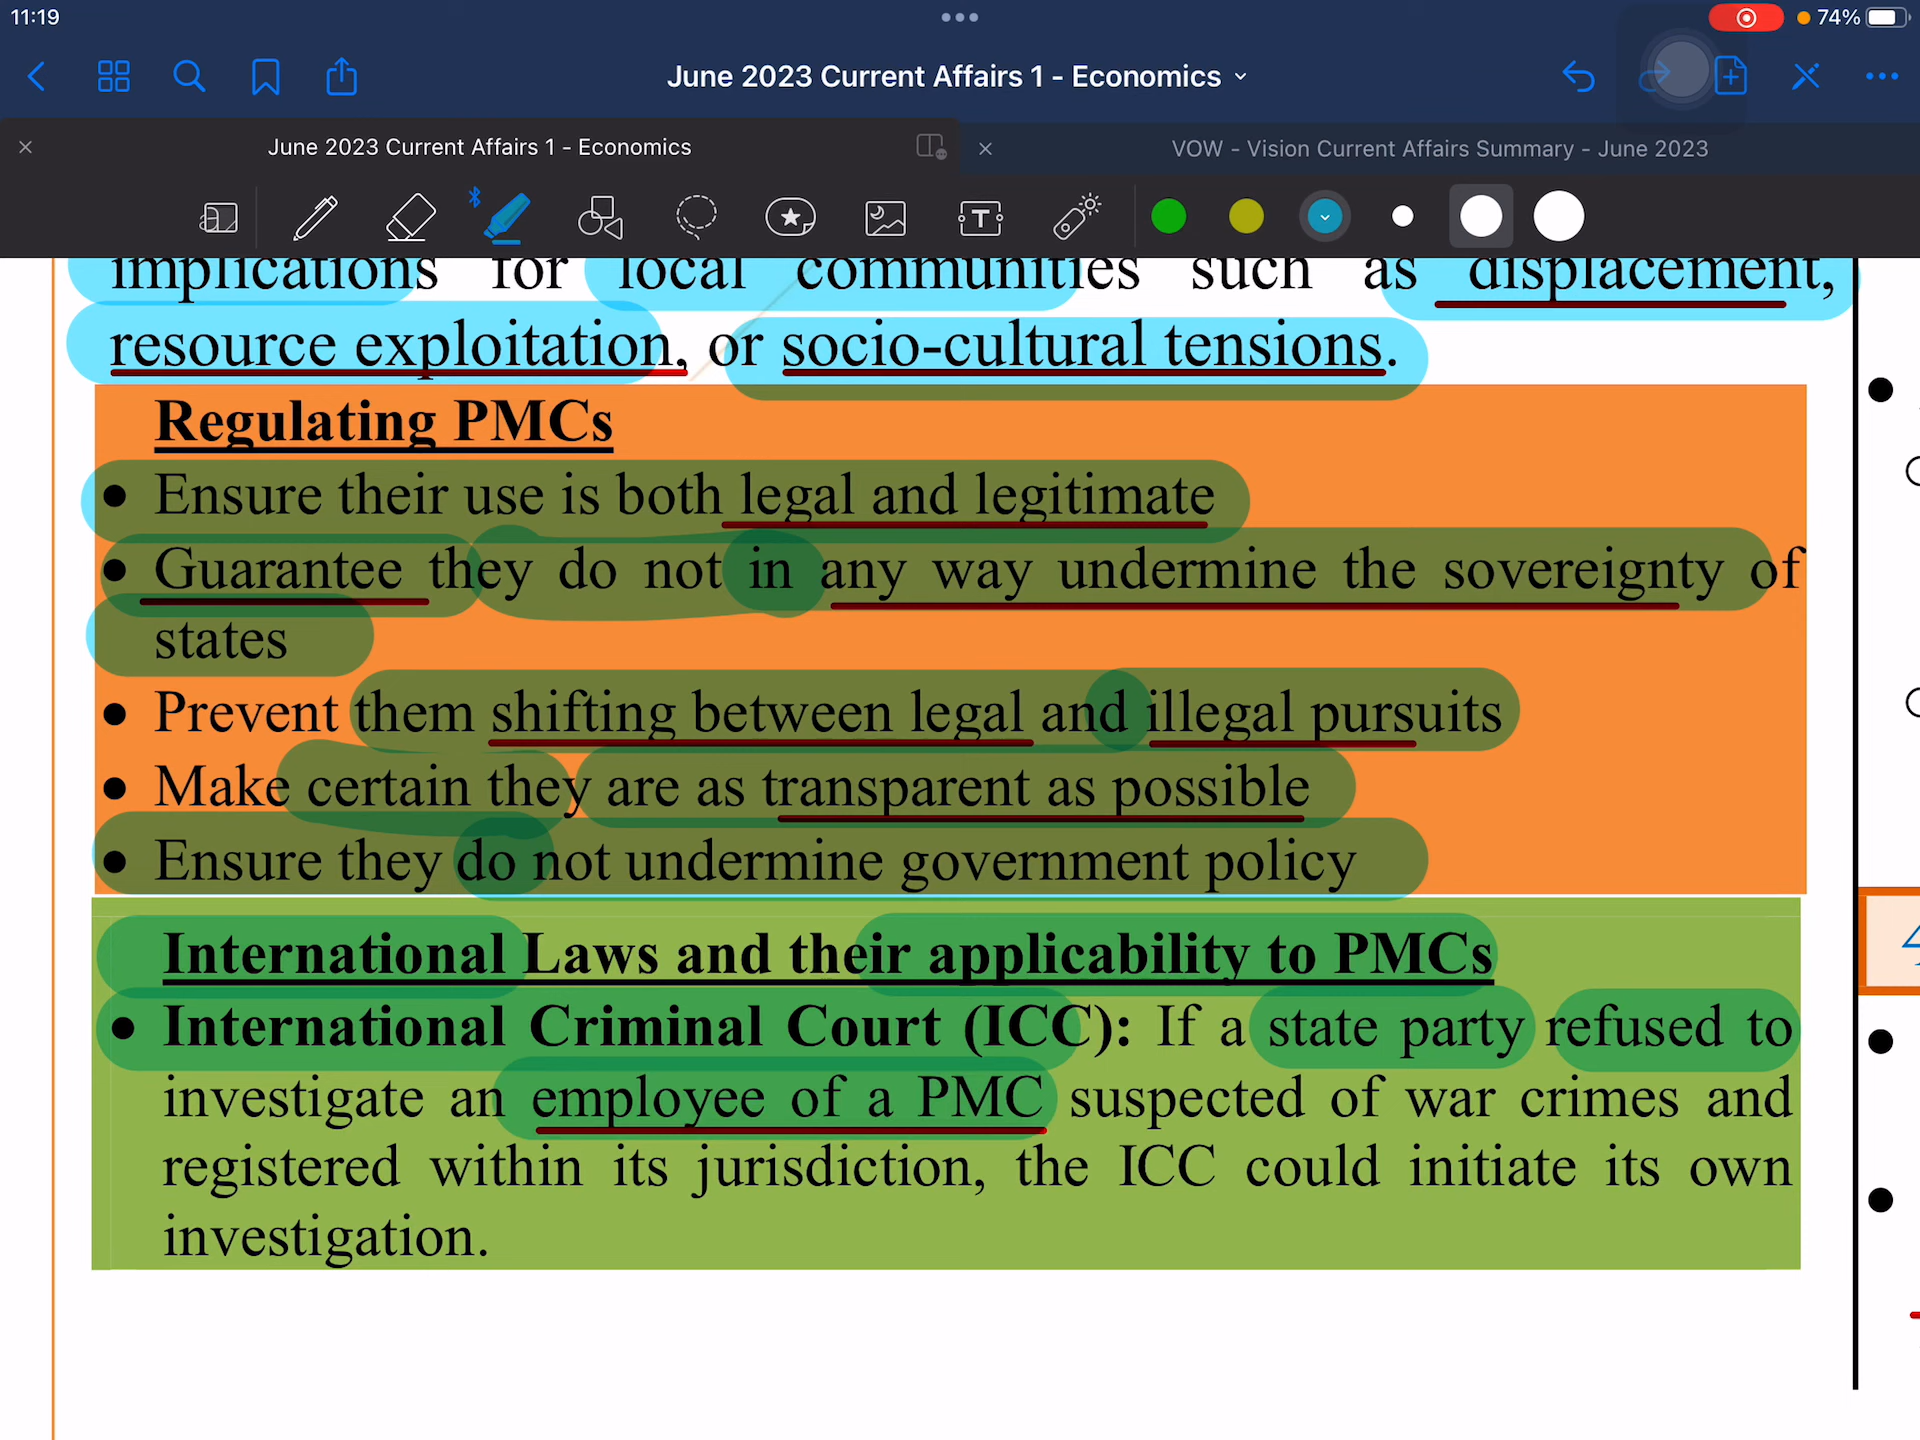 11:19
74%
June 2023 Current Affairs 1 - Economics
June 2023 Current Affairs 1 - Economics
VOW - Vision Current Affairs Summary - June 2023
implications for local communities such as displacement,
resource exploitation, or socio-cultural tensions.
Regulating PMCs
● Ensure their use is both legal and legitimate
● Guarantee they do not in any way undermine the sovereignty of
states
● Prevent them shifting between legal and illegal pursuits
● Make certain they are as transparent as possible
● Ensure they do not undermine government policy
International Laws and their applicability to PMCs
● International Criminal Court (ICC): If a state party refused to
investigate an employee of a PMC suspected of war crimes and
registered within its jurisdiction, the ICC could initiate its own
investigation.